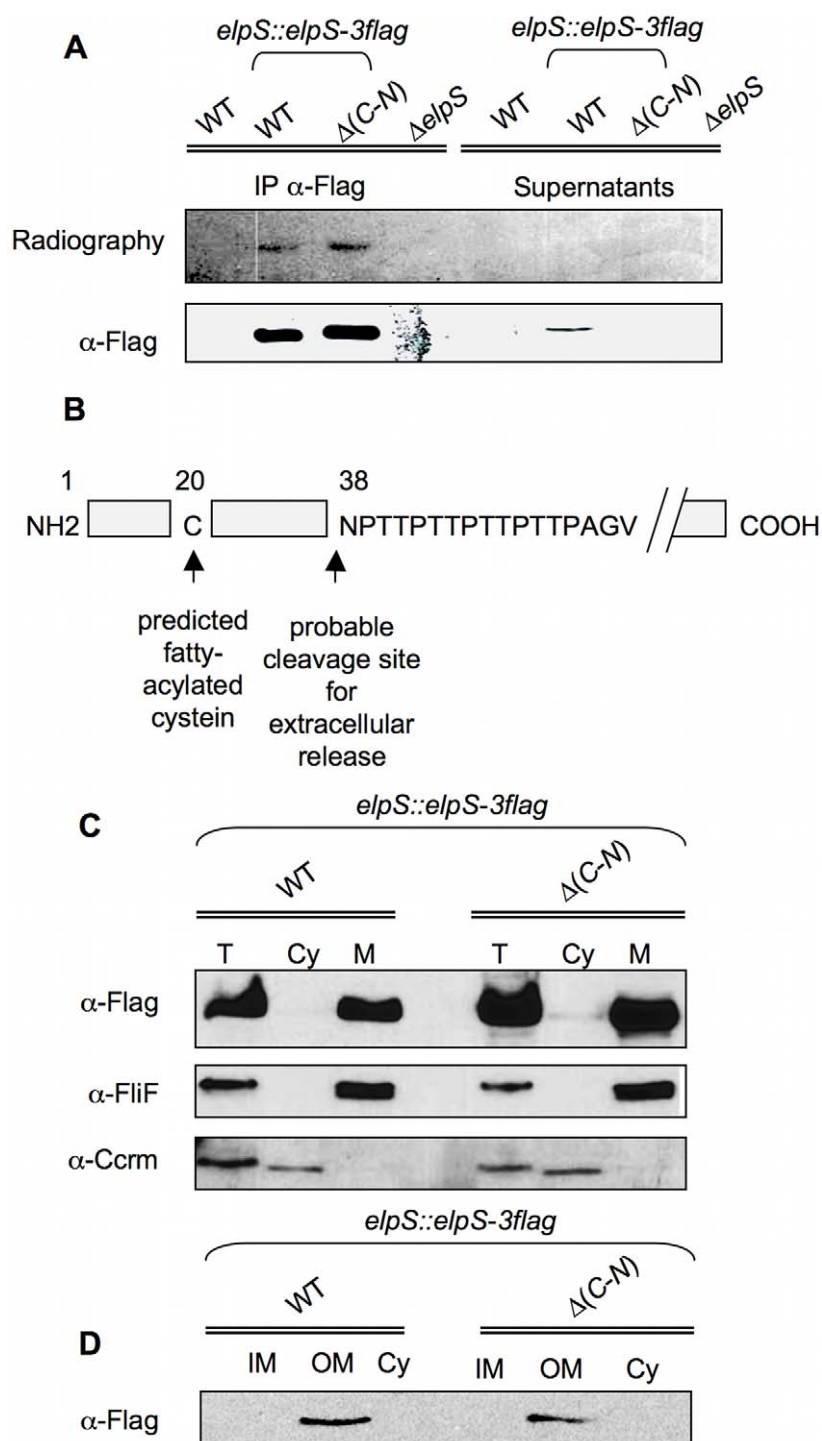 A
elpS::elpS-3flag elpS::elpS-3flag
WT WT Δ(C-N) ΔelpS WT WT Δ(C-N) ΔelpS
IP α-Flag Supernatants
Radiography
α-Flag
B
1 20 38
NH2 C NPTTPTTPTTPTTPAGV COOH
predicted
fatty-
acylated
cystein
probable
cleavage site
for
extracellular
release
C
elpS::elpS-3flag
WT Δ(C-N)
T Cy M T Cy M
α-Flag
α-FliF
α-Ccrm
elpS::elpS-3flag
WT Δ(C-N)
D
IM OM Cy IM OM Cy
α-Flag